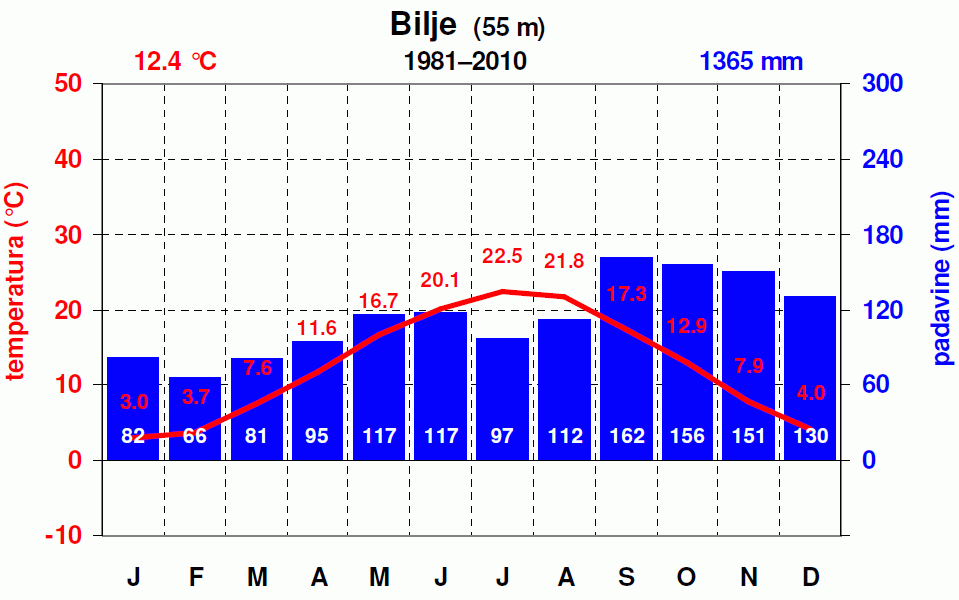 Bilje (55 m)
12.4 °C 1981–2010 1365 mm
50 300
40 240
30 180
20 120
10 60
0 0
-10
temperatura (°C)
padavine (mm)
3.0 3.7 7.6 11.6 16.7 20.1 22.5 21.8 17.3 12.9 7.9 4.0
82 66 81 95 117 117 97 112 162 156 151 130
J F M A M J J A S O N D